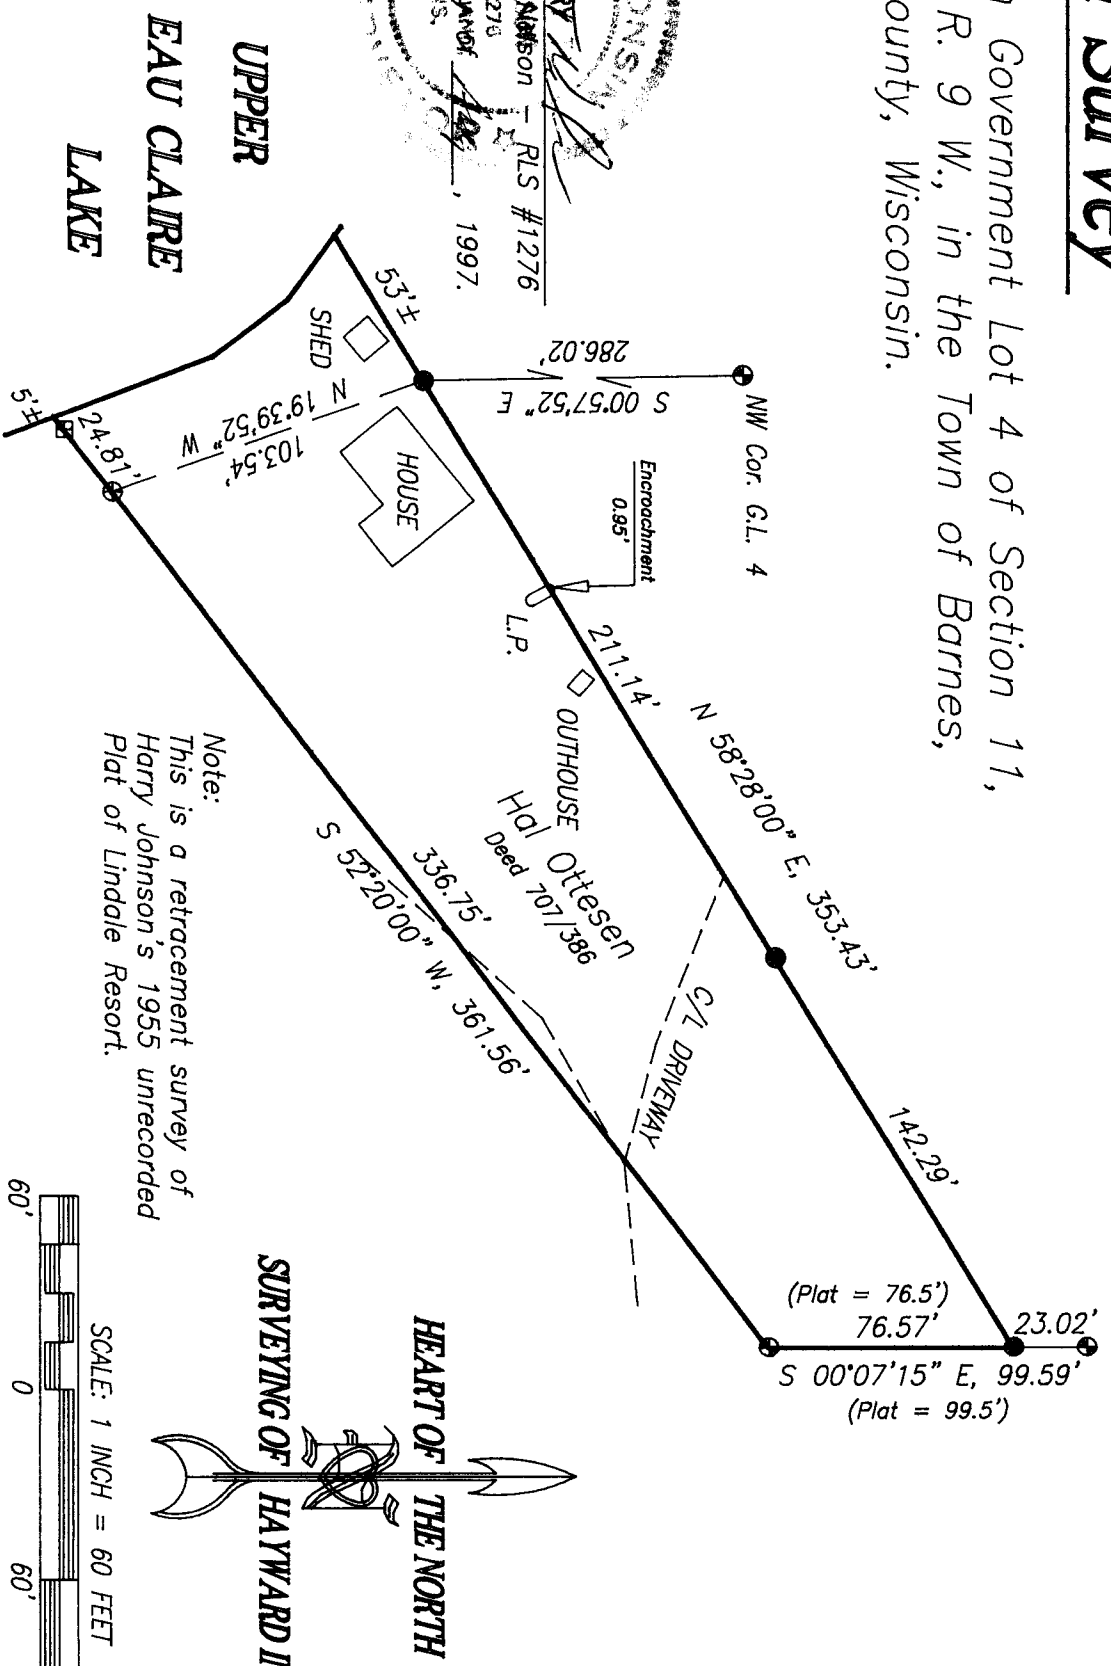 Survey
Government Lot 4 of Section 11,
R. 9 W., in the Town of Barnes,
ounty, Wisconsin.
Nelson - RLS #1276
1997.
UPPER
EAU CLAIRE
LAKE
NW Cor. G.L. 4
S 00°57'52" E
286.02'
53'±
SHED
N 19°39'52" W
103.54'
HOUSE
5'±
24.81'
Encroachment
0.95'
L.P.
211.14'
OUTHOUSE
N 58°28'00" E, 353.43'
Hal Ottesen
Deed 707/386
336.75'
S 52°20'00" W, 361.56'
C/L DRIVEWAY
142.29'
(Plat = 76.5')
76.57'
23.02'
S 00°07'15" E, 99.59'
(Plat = 99.5')
Note:
This is a retracement survey of
Harry Johnson's 1955 unrecorded
Plat of Lindale Resort.
HEART OF THE NORTH
SURVEYING OF HAYWARD
SCALE: 1 INCH = 60 FEET
60' 0 60'